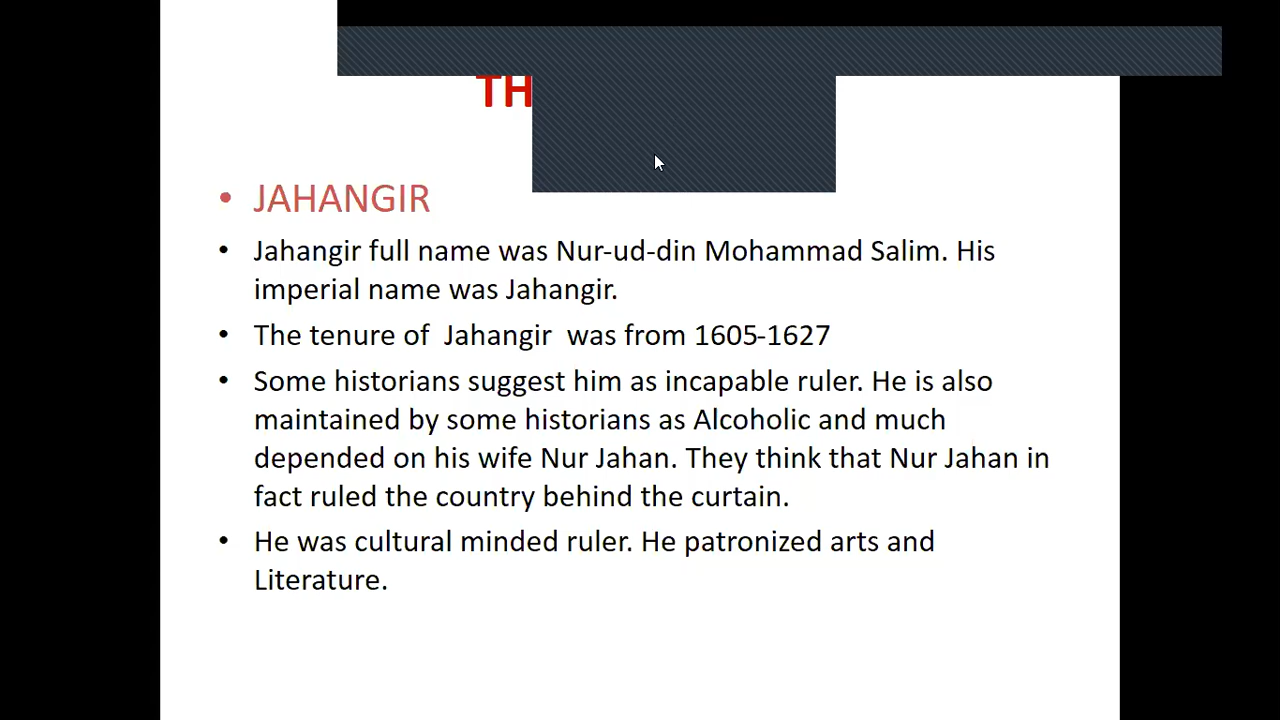 • JAHANGIR
• Jahangir full name was Nur-ud-din Mohammad Salim. His
imperial name was Jahangir.
• The tenure of Jahangir was from 1605-1627
• Some historians suggest him as incapable ruler. He is also
maintained by some historians as Alcoholic and much
depended on his wife Nur Jahan. They think that Nur Jahan in
fact ruled the country behind the curtain.
• He was cultural minded ruler. He patronized arts and
Literature.